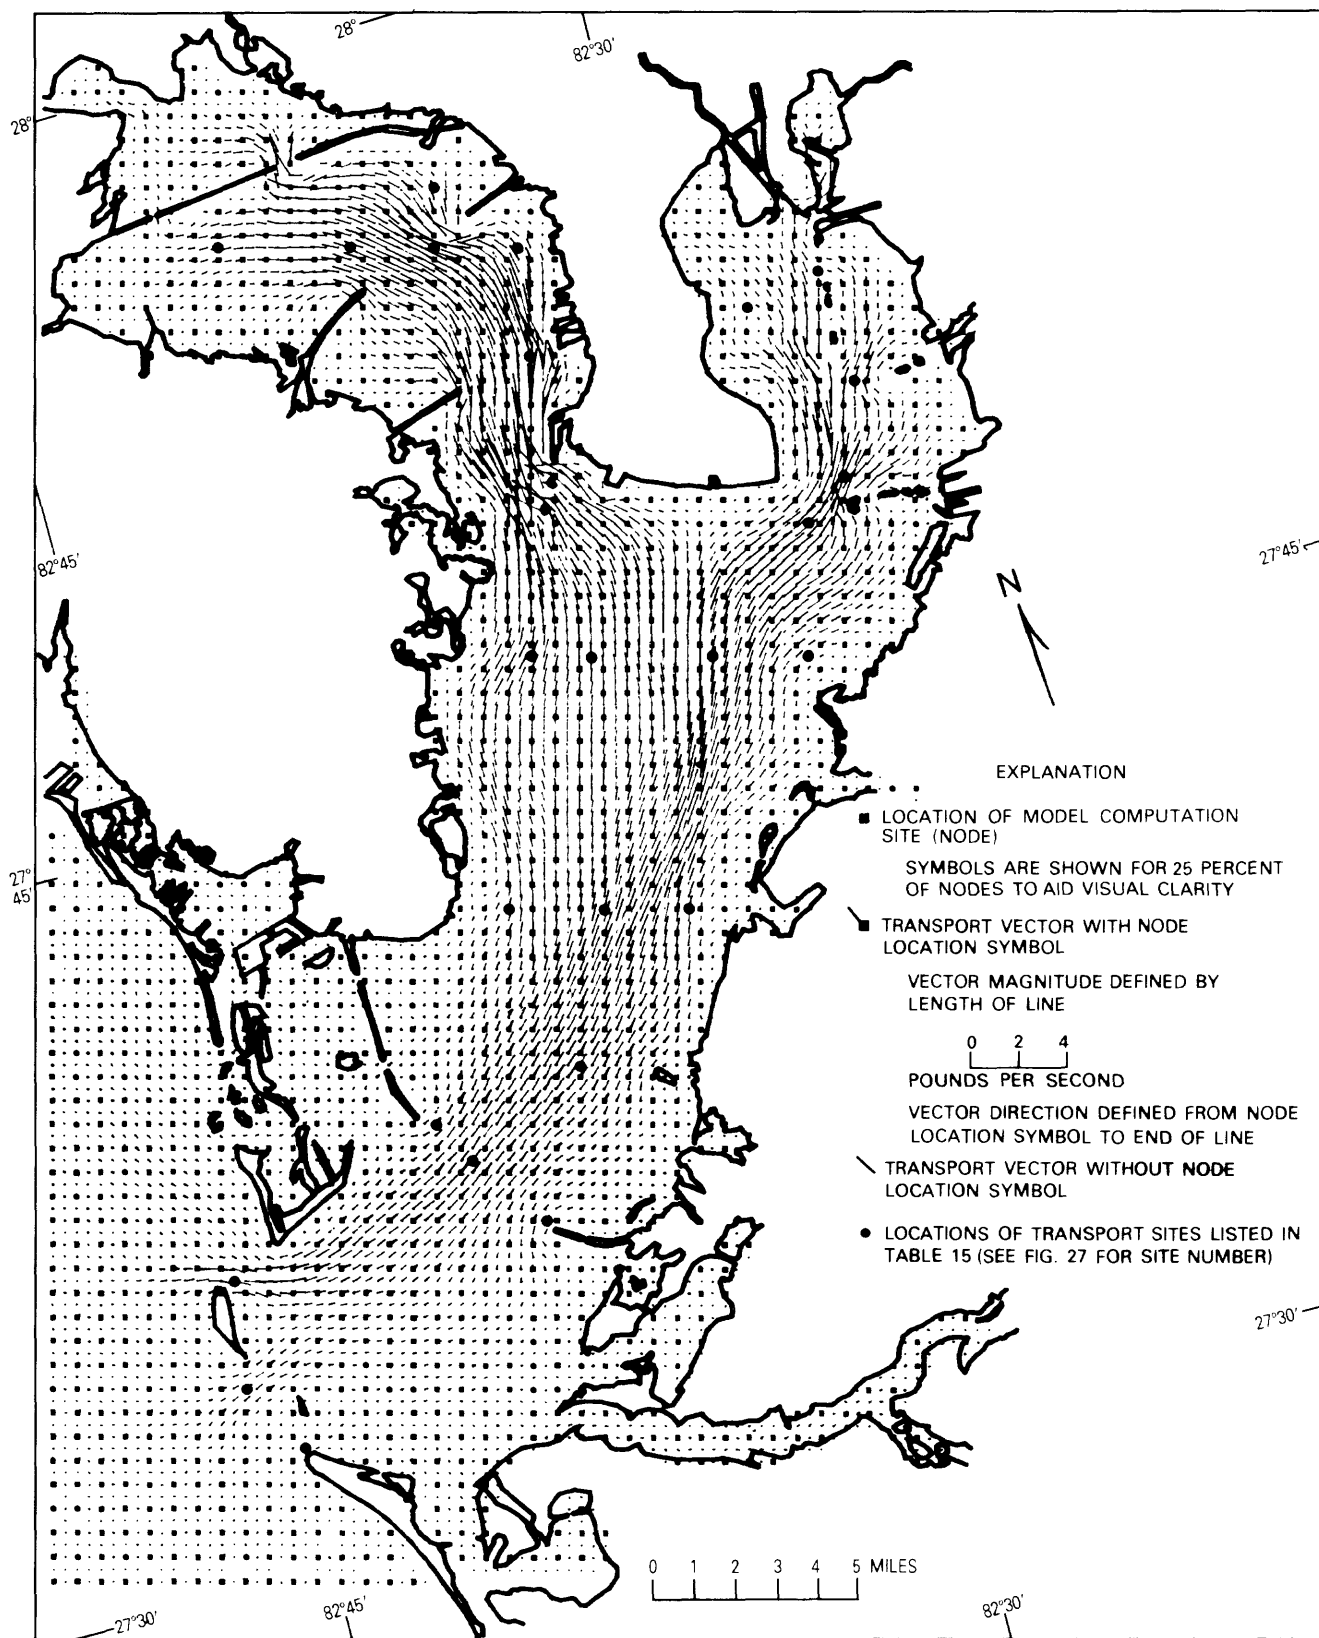 28°
82°30'
28°
82°45'
27°45'
N
EXPLANATION
LOCATION OF MODEL COMPUTATION
SITE (NODE)
SYMBOLS ARE SHOWN FOR 25 PERCENT
OF NODES TO AID VISUAL CLARITY
TRANSPORT VECTOR WITH NODE
LOCATION SYMBOL
VECTOR MAGNITUDE DEFINED BY
LENGTH OF LINE
0 2 4
POUNDS PER SECOND
VECTOR DIRECTION DEFINED FROM NODE
LOCATION SYMBOL TO END OF LINE
TRANSPORT VECTOR WITHOUT NODE
LOCATION SYMBOL
LOCATIONS OF TRANSPORT SITES LISTED IN
TABLE 15 (SEE FIG. 27 FOR SITE NUMBER)
27°
45'
27°30'
0 1 2 3 4 5 MILES
27°30'
82°45'
82°30'